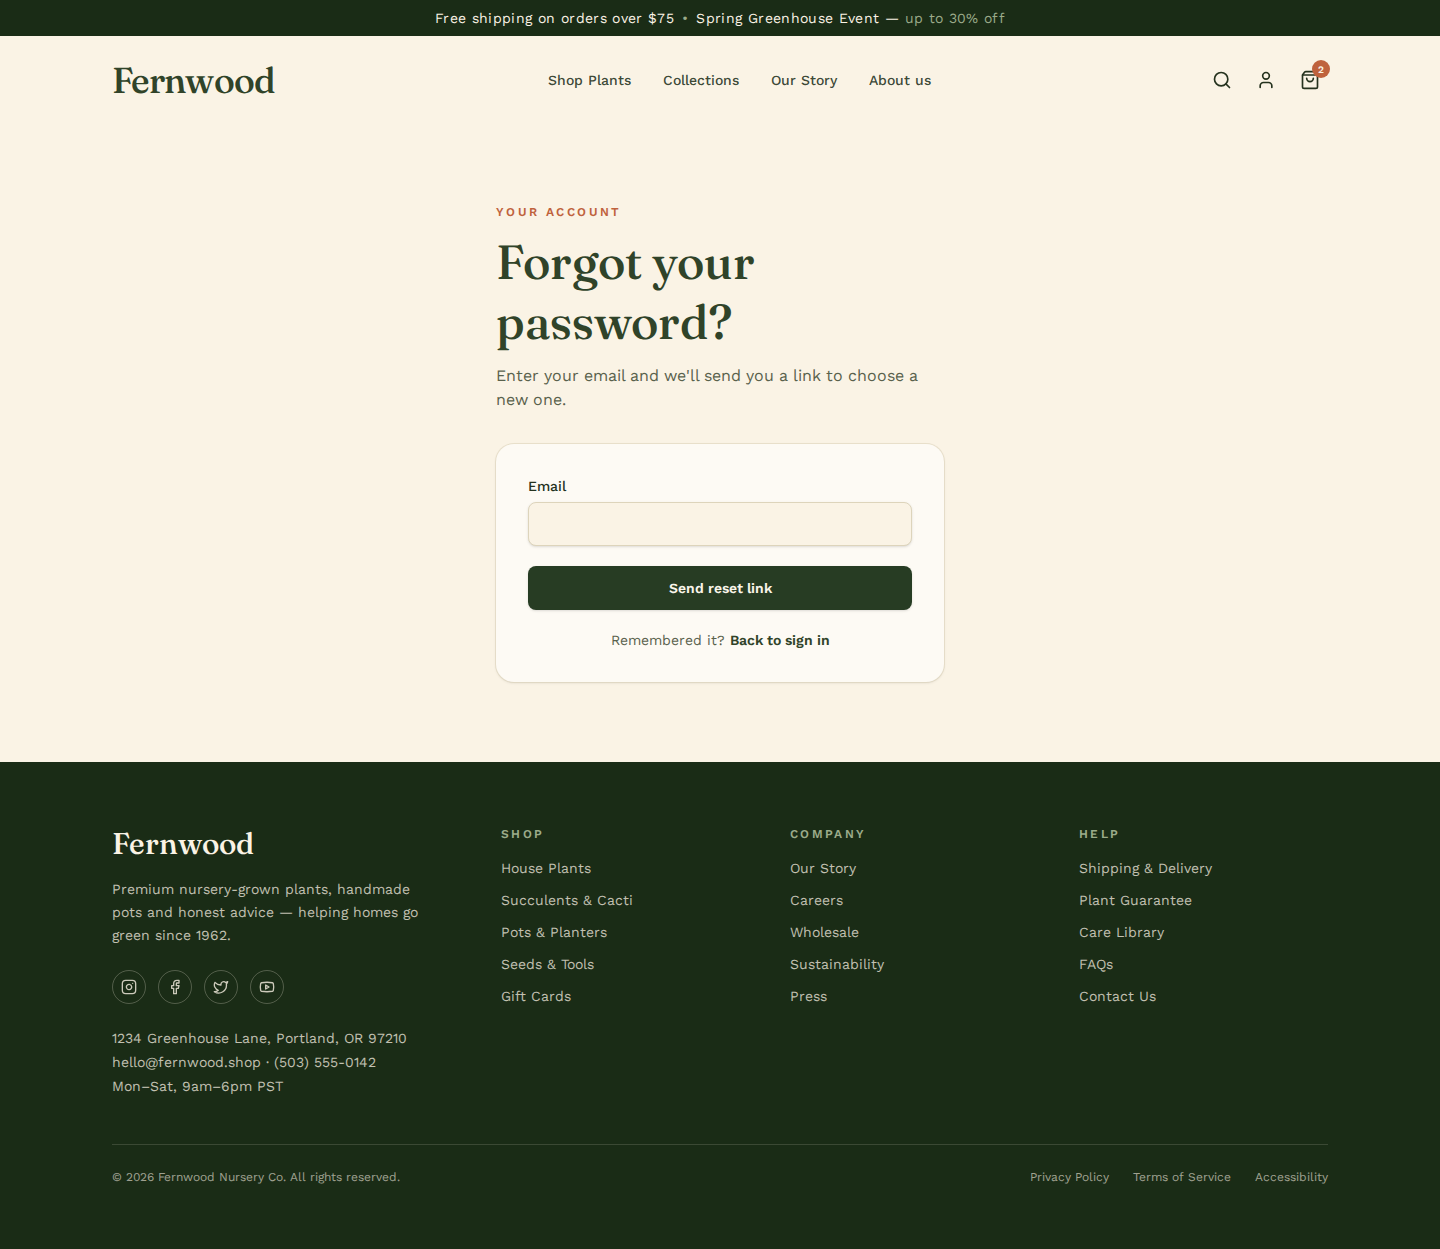 Free shipping on orders over $75 • Spring Greenhouse Event — up to 30% off
Fernwood
Shop Plants
Collections
Our Story
About us
2
YOUR ACCOUNT
Forgot your
password?
Enter your email and we'll send you a link to choose a
new one.
Email
Send reset link
Remembered it? Back to sign in
Fernwood
Premium nursery-grown plants, handmade
pots and honest advice — helping homes go
green since 1962.
1234 Greenhouse Lane, Portland, OR 97210
hello@fernwood.shop · (503) 555-0142
Mon–Sat, 9am–6pm PST
SHOP
House Plants
Succulents & Cacti
Pots & Planters
Seeds & Tools
Gift Cards
COMPANY
Our Story
Careers
Wholesale
Sustainability
Press
HELP
Shipping & Delivery
Plant Guarantee
Care Library
FAQs
Contact Us
© 2026 Fernwood Nursery Co. All rights reserved.
Privacy Policy
Terms of Service
Accessibility